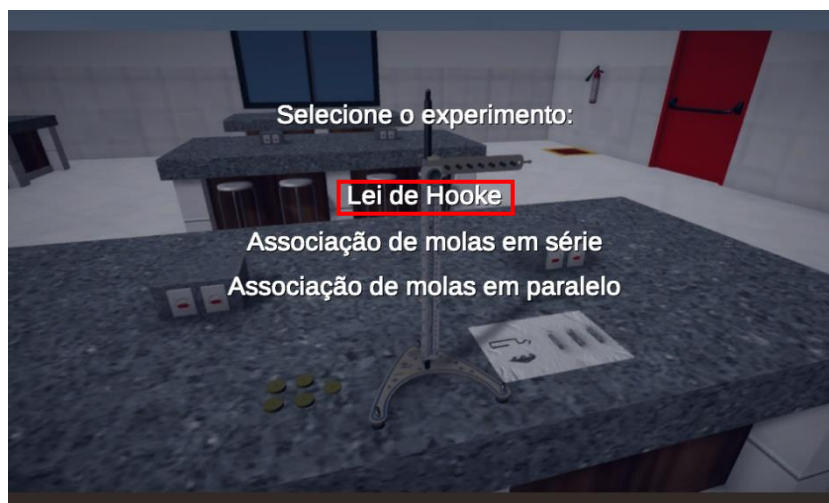 Selecione o experimento:
Lei de Hooke
Associação de molas em série
Associação de molas em paralelo